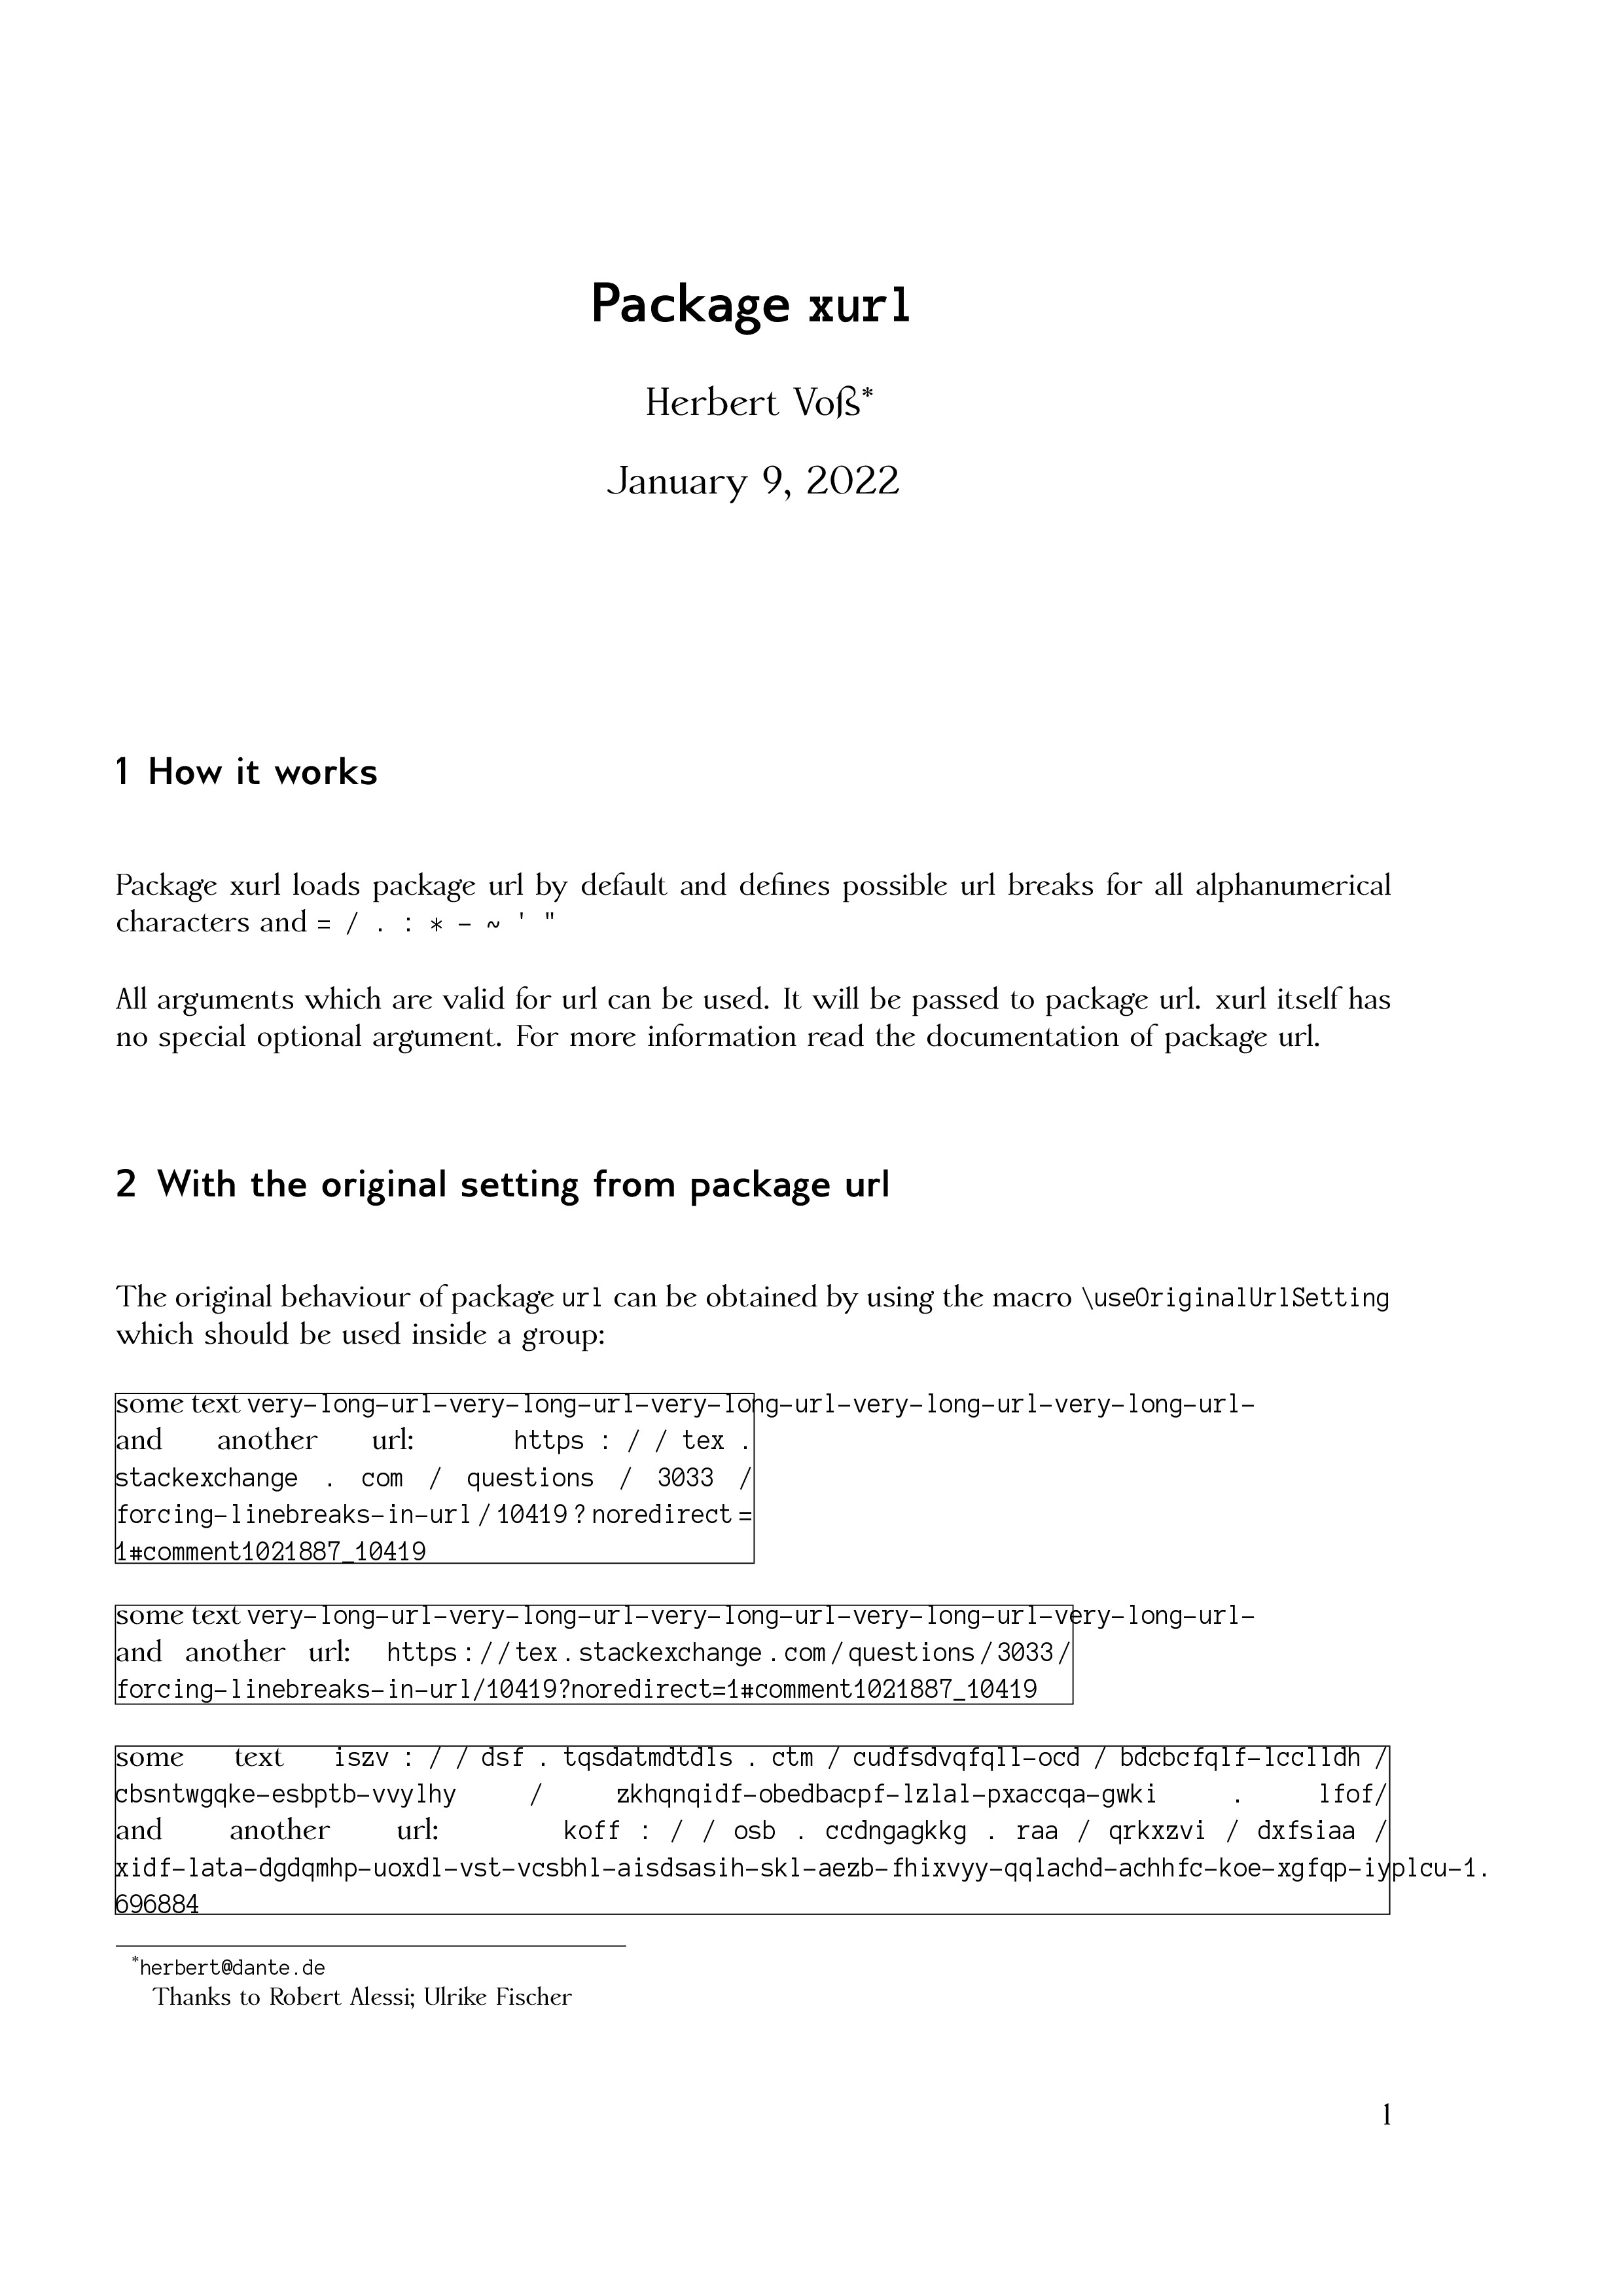 Package xurl
Herbert Voß*
January 9, 2022
1 How it works
Package xurl loads package url by default and defines possible url breaks for all alphanumerical
characters and = / . : * - ~ ' "
All arguments which are valid for url can be used. It will be passed to package url. xurl itself has
no special optional argument. For more information read the documentation of package url.
2 With the original setting from package url
The original behaviour of package url can be obtained by using the macro \useOriginalUrlSetting
which should be used inside a group:
some text very-long-url-very-long-url-very-long-url-very-long-url-very-long-url-
and another url: https : / / tex .
stackexchange . com / questions / 3033 /
forcing-linebreaks-in-url / 10419 ? noredirect =
1#comment1021887_10419
some text very-long-url-very-long-url-very-long-url-very-long-url-very-long-url-
and another url: https : / / tex . stackexchange . com / questions / 3033 /
forcing-linebreaks-in-url/10419?noredirect=1#comment1021887_10419
some text iszv : / / dsf . tqsdatmdtdls . ctm / cudfsdvqfqll-ocd / bdcbcfqlf-lcclldh /
cbsntwgqke-esbptb-vvylhy / zkhqnqidf-obedbacpf-lzlal-pxaccqa-gwki . lfof/
and another url: koff : / / osb . ccdngagkkg . raa / qrkxzvi / dxfsiaa /
xidf-lata-dgdqmhp-uoxdl-vst-vcsbhl-aisdsasih-skl-aezb-fhixvyy-qqlachd-achhfc-koe-xgfqp-iyplcu-1.
696884
*herbert@dante.de
Thanks to Robert Alessi; Ulrike Fischer
1